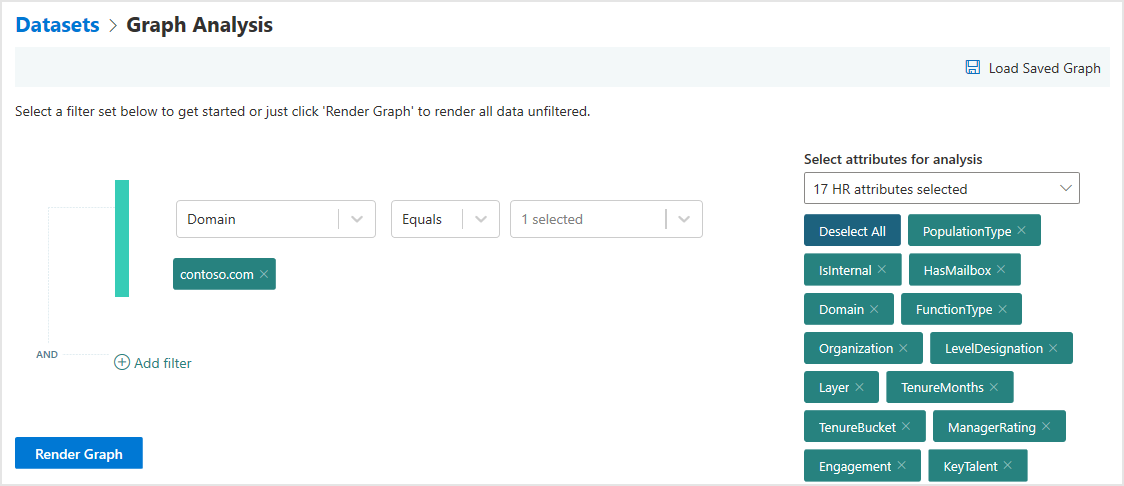 Datasets > Graph Analysis
Load Saved Graph
Select a filter set below to get started or just click 'Render Graph' to render all data unfiltered.
Domain Equals 1 selected
contoso.com ×
AND
Add filter
Render Graph
Select attributes for analysis
17 HR attributes selected
Deselect All PopulationType ×
IsInternal × HasMailbox ×
Domain × FunctionType ×
Organization × LevelDesignation ×
Layer × TenureMonths ×
TenureBucket × ManagerRating ×
Engagement × KeyTalent ×